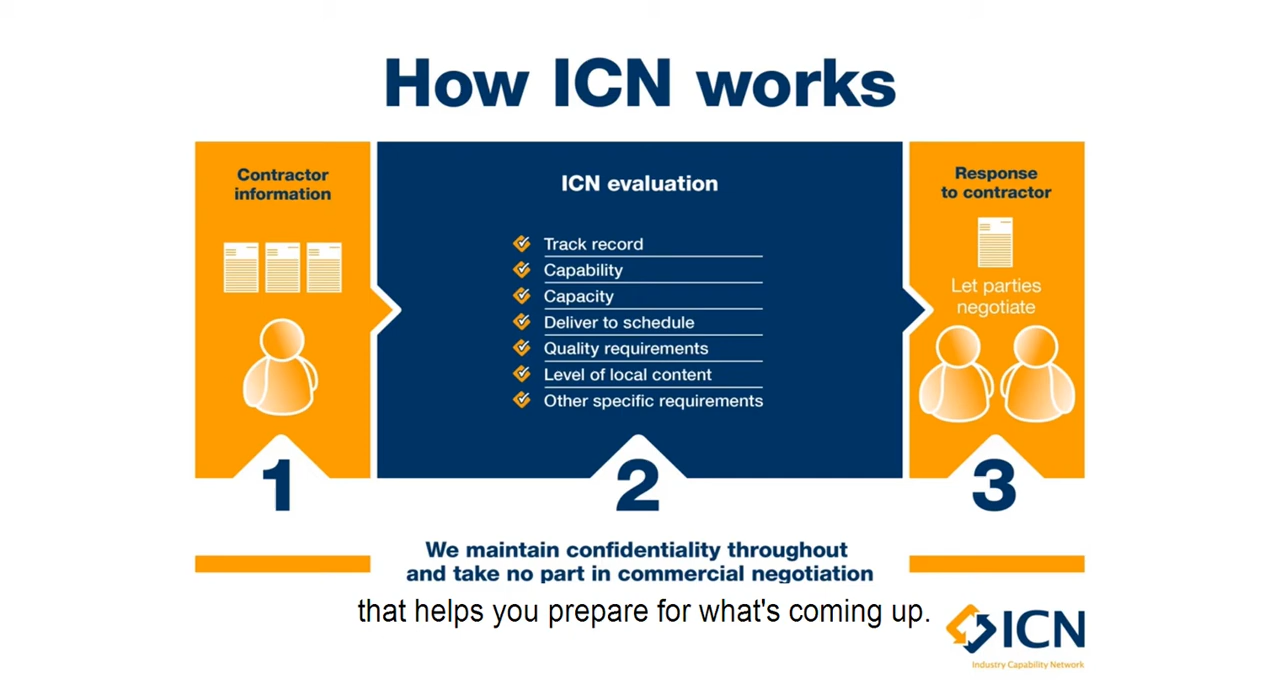 How ICN works
Contractor
information
1
ICN evaluation
Track record
Capability
Capacity
Deliver to schedule
Quality requirements
Level of local content
Other specific requirements
2
Response
to contractor
Let parties
negotiate
3
We maintain confidentiality throughout
and take no part in commercial negotiation
that helps you prepare for what's coming up.
ICN
Industry Capability Network